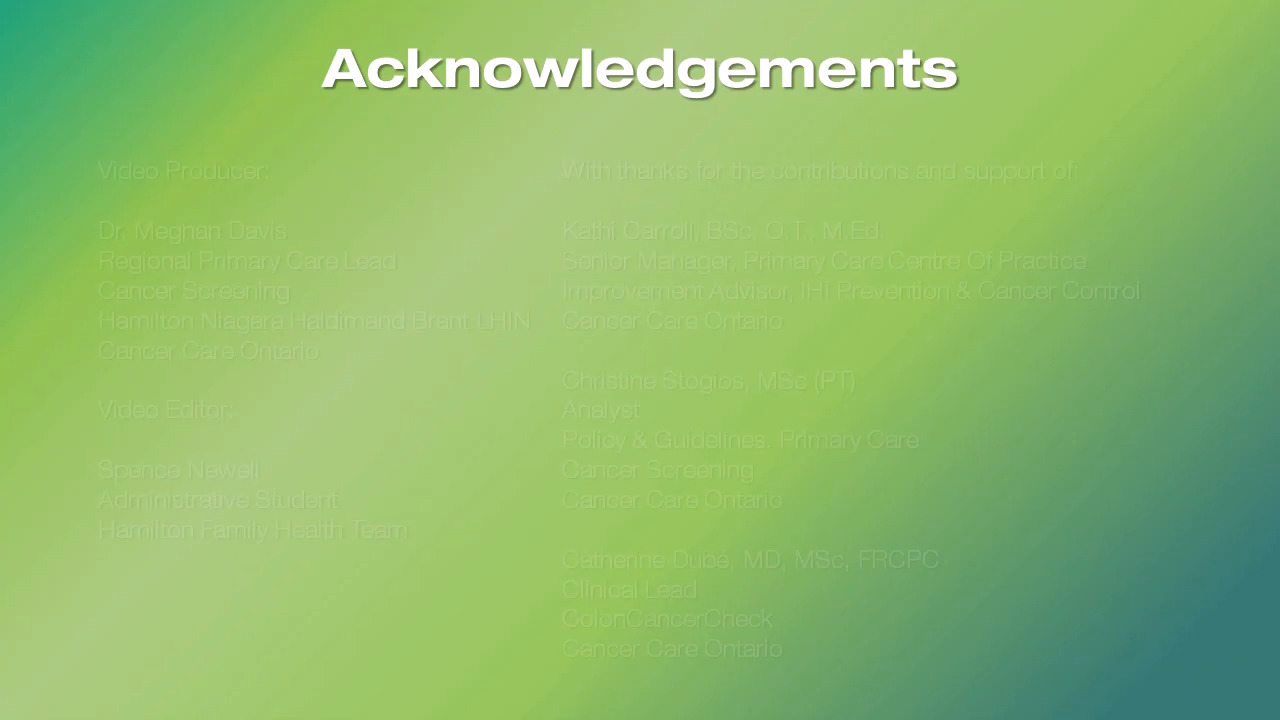 Acknowledgements
Video Producer:
Dr. Meghan Davis
Regional Primary Care Lead
Cancer Screening
Hamilton Niagara Haldimand Brant LHIN
Cancer Care Ontario
Video Editor:
Spence Newell
Administrative Student
Hamilton Family Health Team
With thanks for the contributions and support of:
Kathi Carroll, BSc, O.T., M.Ed
Senior Manager, Primary Care Centre Of Practice
Improvement Advisor, IHI Prevention & Cancer Control
Cancer Care Ontario
Christine Stogios, MSc (PT)
Analyst
Policy & Guidelines, Primary Care
Cancer Screening
Cancer Care Ontario
Catherine Dubé, MD, MSc, FRCPC
Clinical Lead
ColonCancerCheck
Cancer Care Ontario